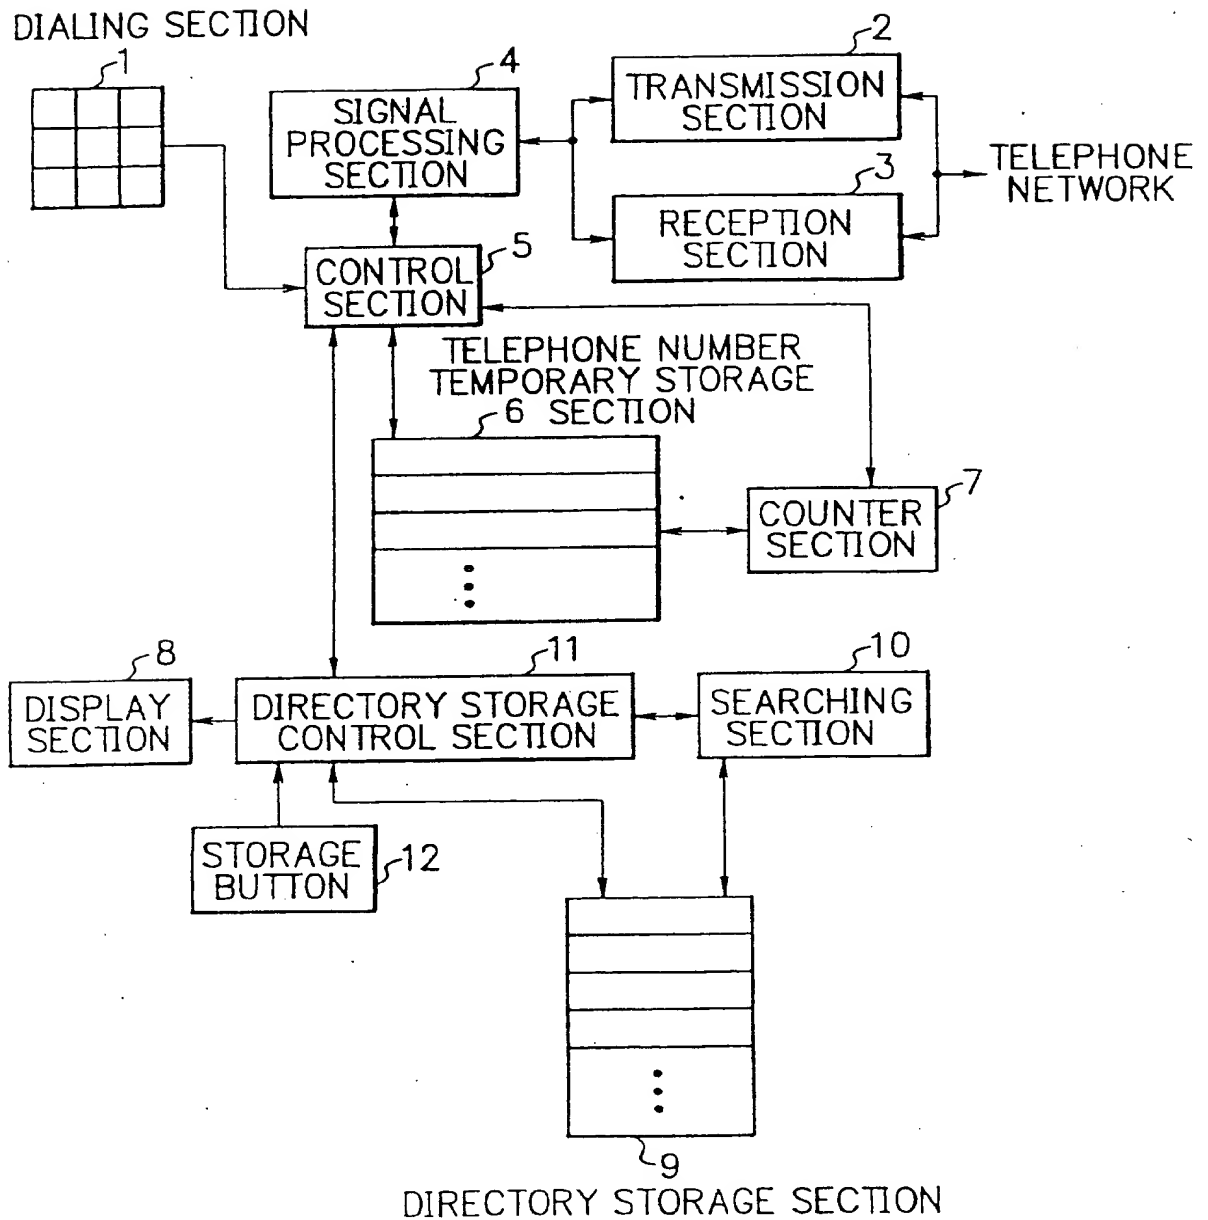 DIALING SECTION
1
4
SIGNAL
PROCESSING
SECTION
2
TRANSMISSION
SECTION
3
RECEPTION
SECTION
TELEPHONE
NETWORK
5
CONTROL
SECTION
TELEPHONE NUMBER
TEMPORARY STORAGE
6 SECTION
7
COUNTER
SECTION
8
DISPLAY
SECTION
11
DIRECTORY STORAGE
CONTROL SECTION
10
SEARCHING
SECTION
STORAGE
BUTTON
12
9
DIRECTORY STORAGE SECTION